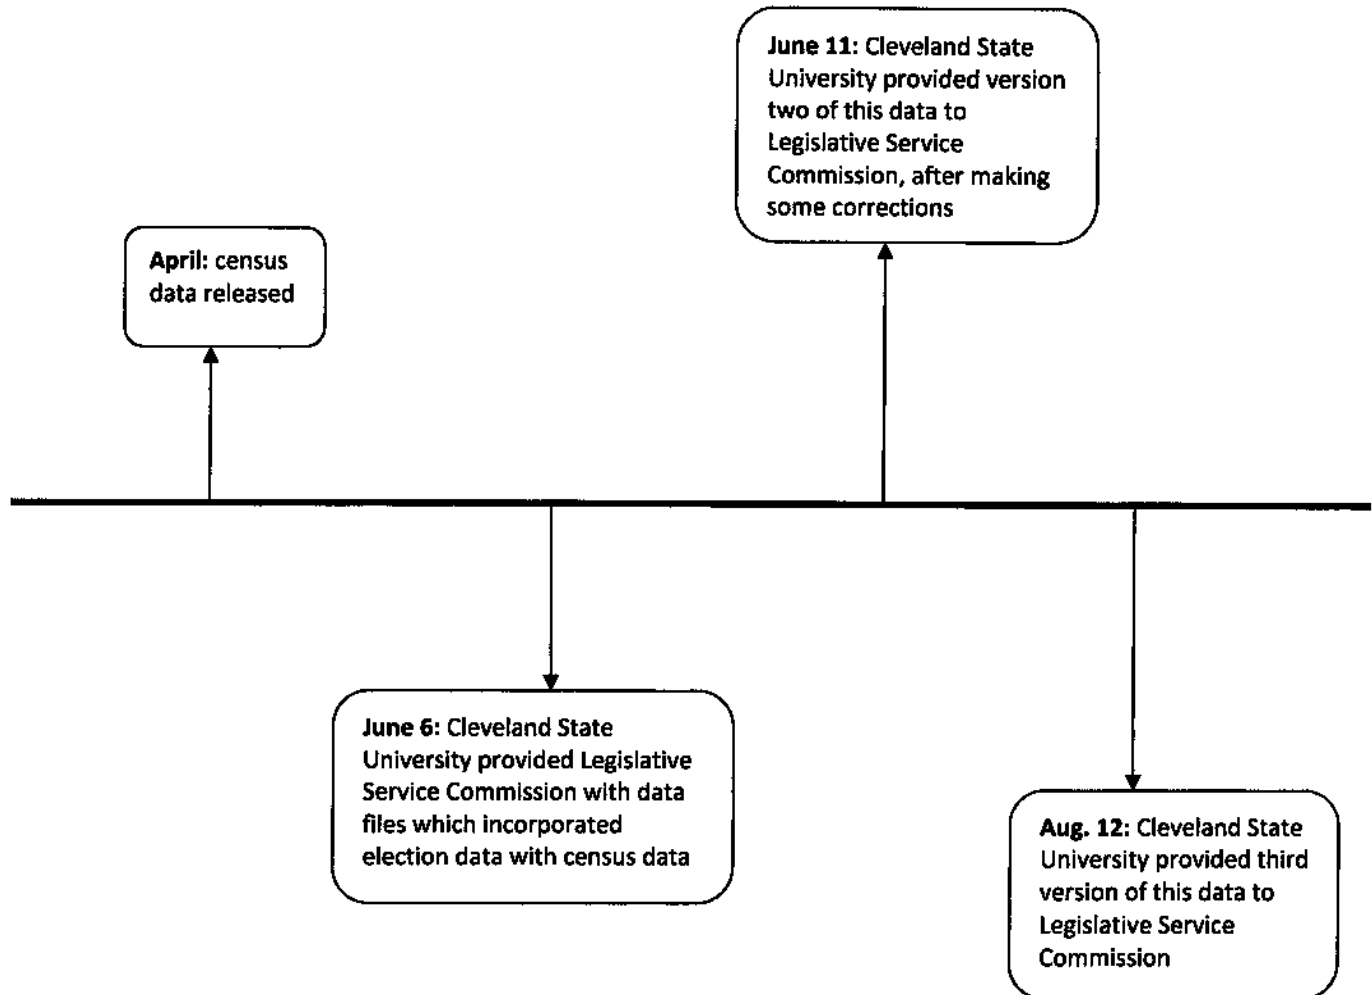 June 11: Cleveland State
University provided version
two of this data to
Legislative Service
Commission, after making
some corrections
April: census
data released
June 6: Cleveland State
University provided Legislative
Service Commission with data
files which incorporated
election data with census data
Aug. 12: Cleveland State
University provided third
version of this data to
Legislative Service
Commission